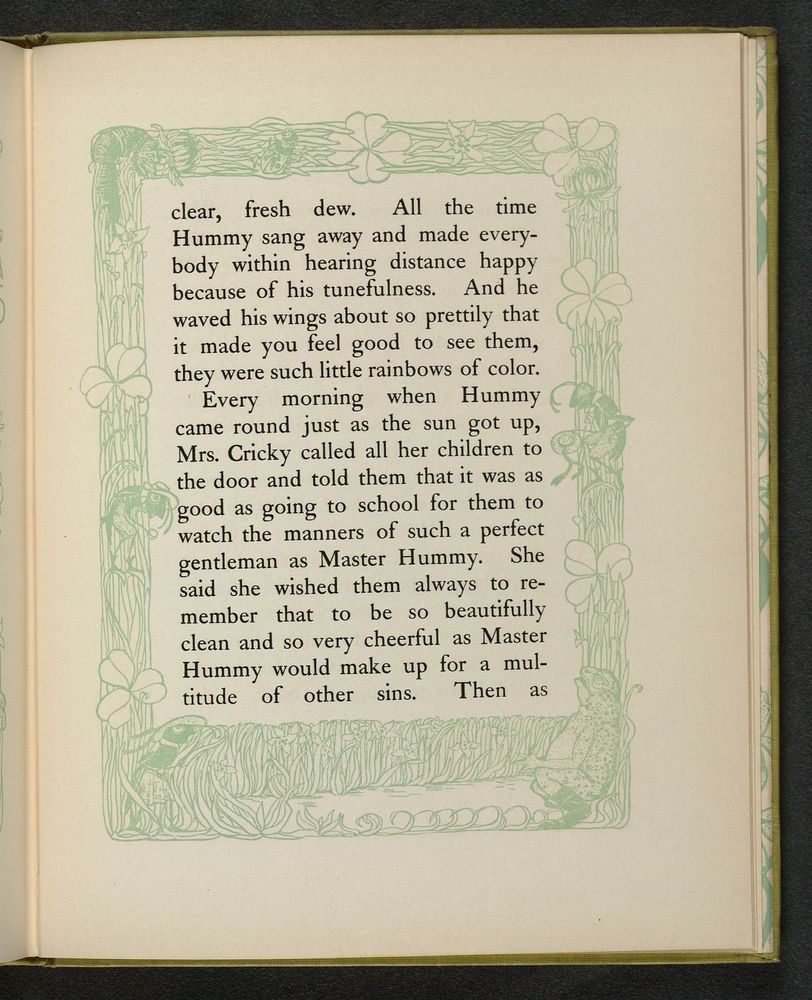 clear, fresh dew. All the time
Hummy sang away and made every-
body within hearing distance happy
because of his tunefulness. And he
waved his wings about so prettily that
it made you feel good to see them,
they were such little rainbows of color.
Every morning when Hummy
came round just as the sun got up,
Mrs. Cricky called all her children to
the door and told them that it was as
good as going to school for them to
watch the manners of such a perfect
gentleman as Master Hummy. She
said she wished them always to re-
member that to be so beautifully
clean and so very cheerful as Master
Hummy would make up for a mul-
titude of other sins. Then as